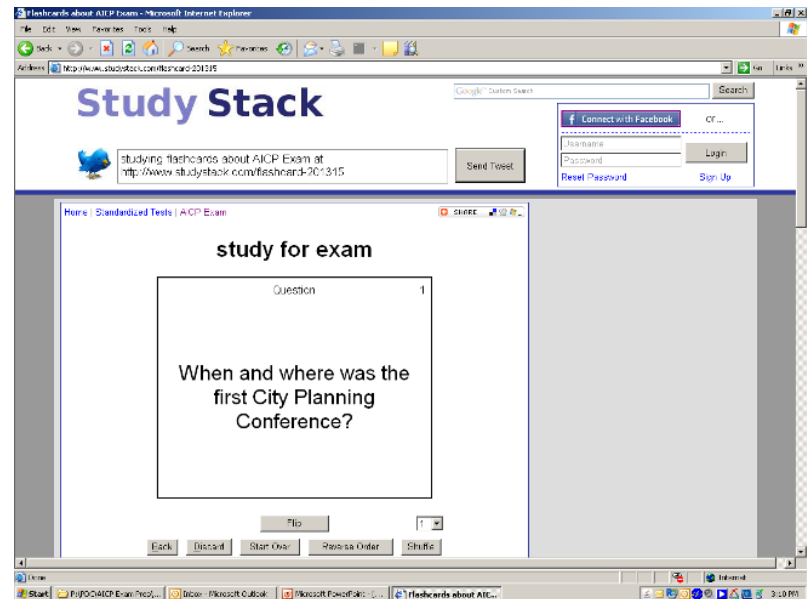 Flashcards about AICP Exam - Microsoft Internet Explorer
File Edit View Favorites Tools Help
Back Search Favorites
Address http://www.studystack.com/flashcard-201315 Go Links »
Study Stack
Google™ Custom Search Search
Connect with Facebook or...
studying flashcards about AICP Exam at
http://www.studystack.com/flashcard-201315
Send Tweet
Username
Password
Login
Reset Password Sign Up
Home | Standardized Tests | AICP Exam
SHARE
study for exam
Question 1
When and where was the
first City Planning
Conference?
Flip 1
Back Discard Start Over Reverse Order Shuffle
Done Internet
Start P:\PDO\AICP Exam Prep\... Inbox - Microsoft Outlook Microsoft PowerPoint - [... Flashcards about AIC... 3:10 PM